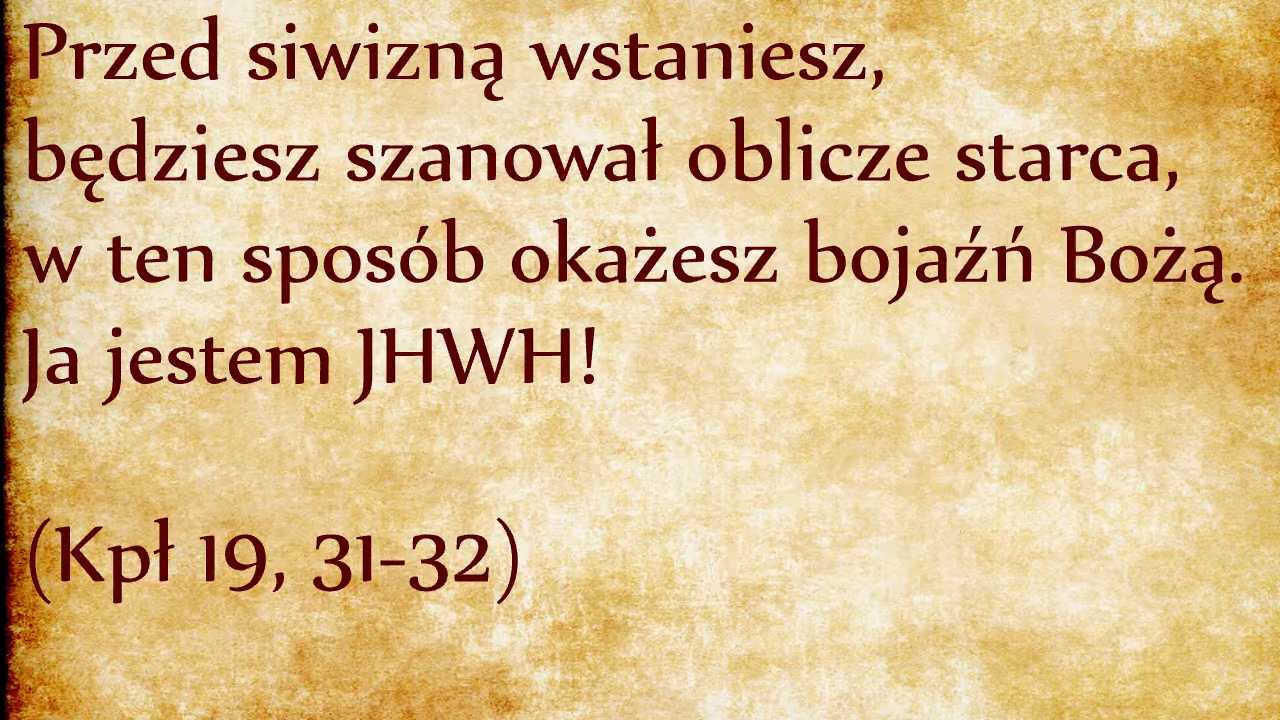 Przed siwizną wstaniesz,
będziesz szanował oblicze starca,
w ten sposób okażesz bojaźń Bożą.
Ja jestem JHWH!
(Kpł 19, 31-32)